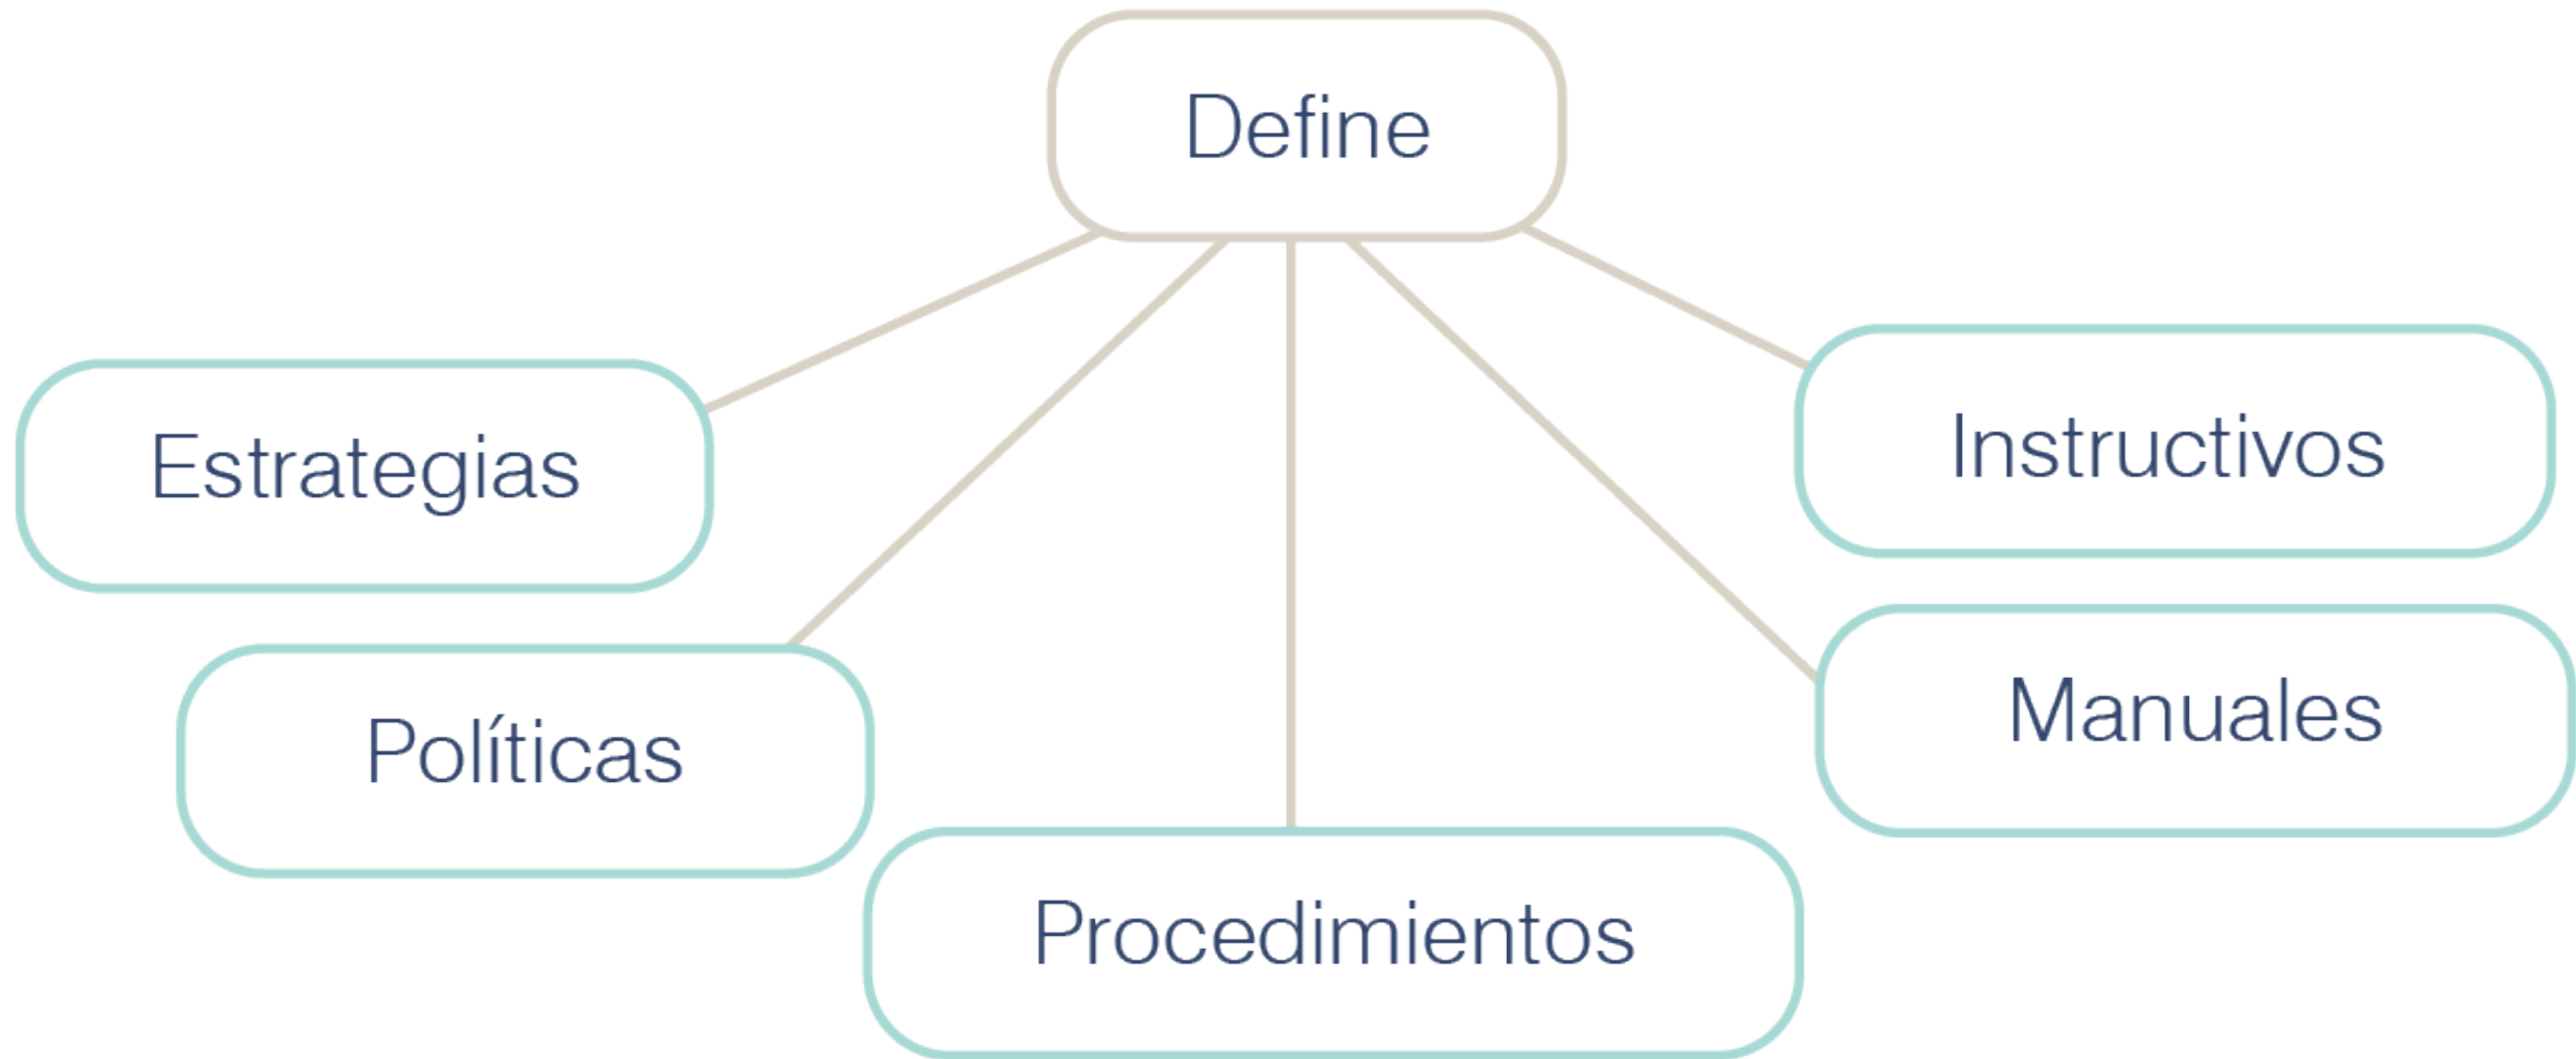 Define
Estrategias
Políticas
Procedimientos
Manuales
Instructivos